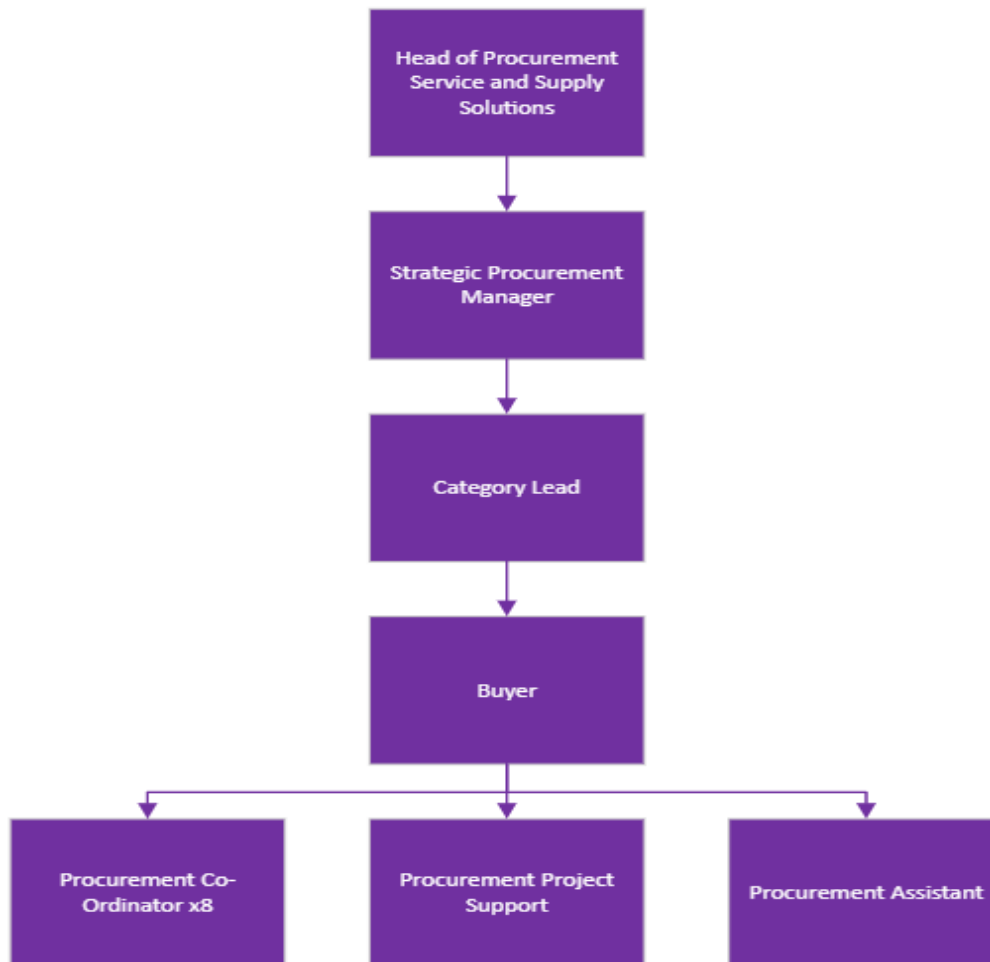 Head of Procurement
Service and Supply
Solutions
Strategic Procurement
Manager
Category Lead
Buyer
Procurement Co-
Ordinator x8
Procurement Project
Support
Procurement Assistant